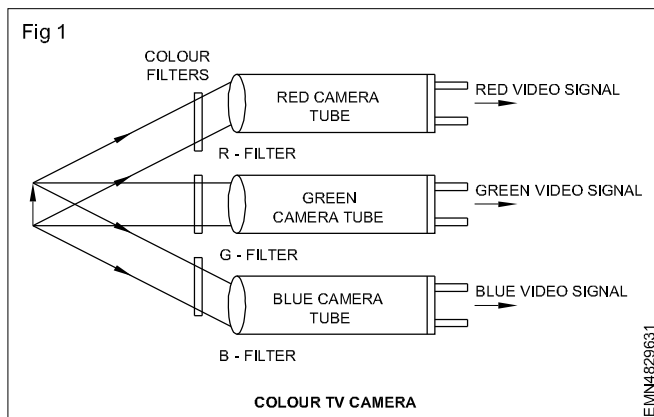 Fig 1
COLOUR
FILTERS
RED CAMERA
TUBE
RED VIDEO SIGNAL
R - FILTER
GREEN
CAMERA TUBE
GREEN VIDEO SIGNAL
G - FILTER
BLUE CAMERA
TUBE
BLUE VIDEO SIGNAL
B - FILTER
COLOUR TV CAMERA
EMN4829631